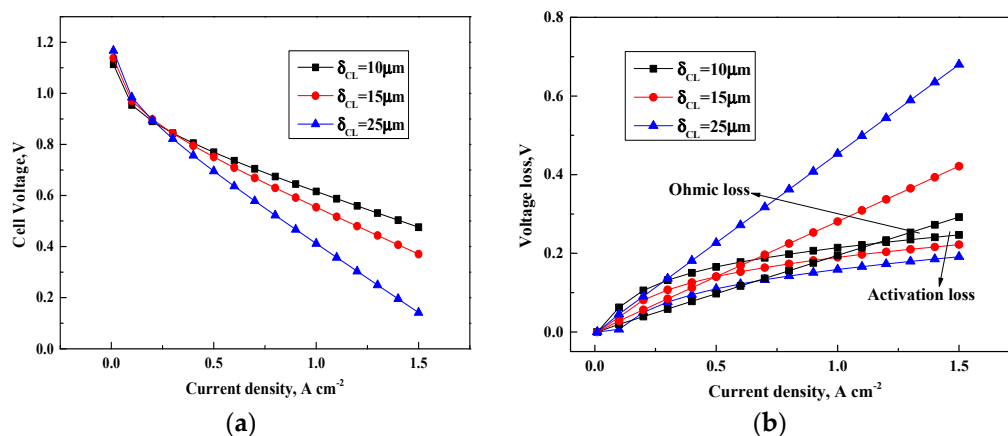 1.2
1.0
0.8
0.6
0.4
0.2
0.0
Cell Voltage,V
δCL=10μm
δCL=15μm
δCL=25μm
0.0 0.5 1.0 1.5
Current density, A cm-2
(a)
0.8
0.6
0.4
0.2
0.0
Voltage loss,V
δCL=10μm
δCL=15μm
δCL=25μm
Ohmic loss
Activation loss
0.0 0.5 1.0 1.5
Current density, A cm-2
(b)